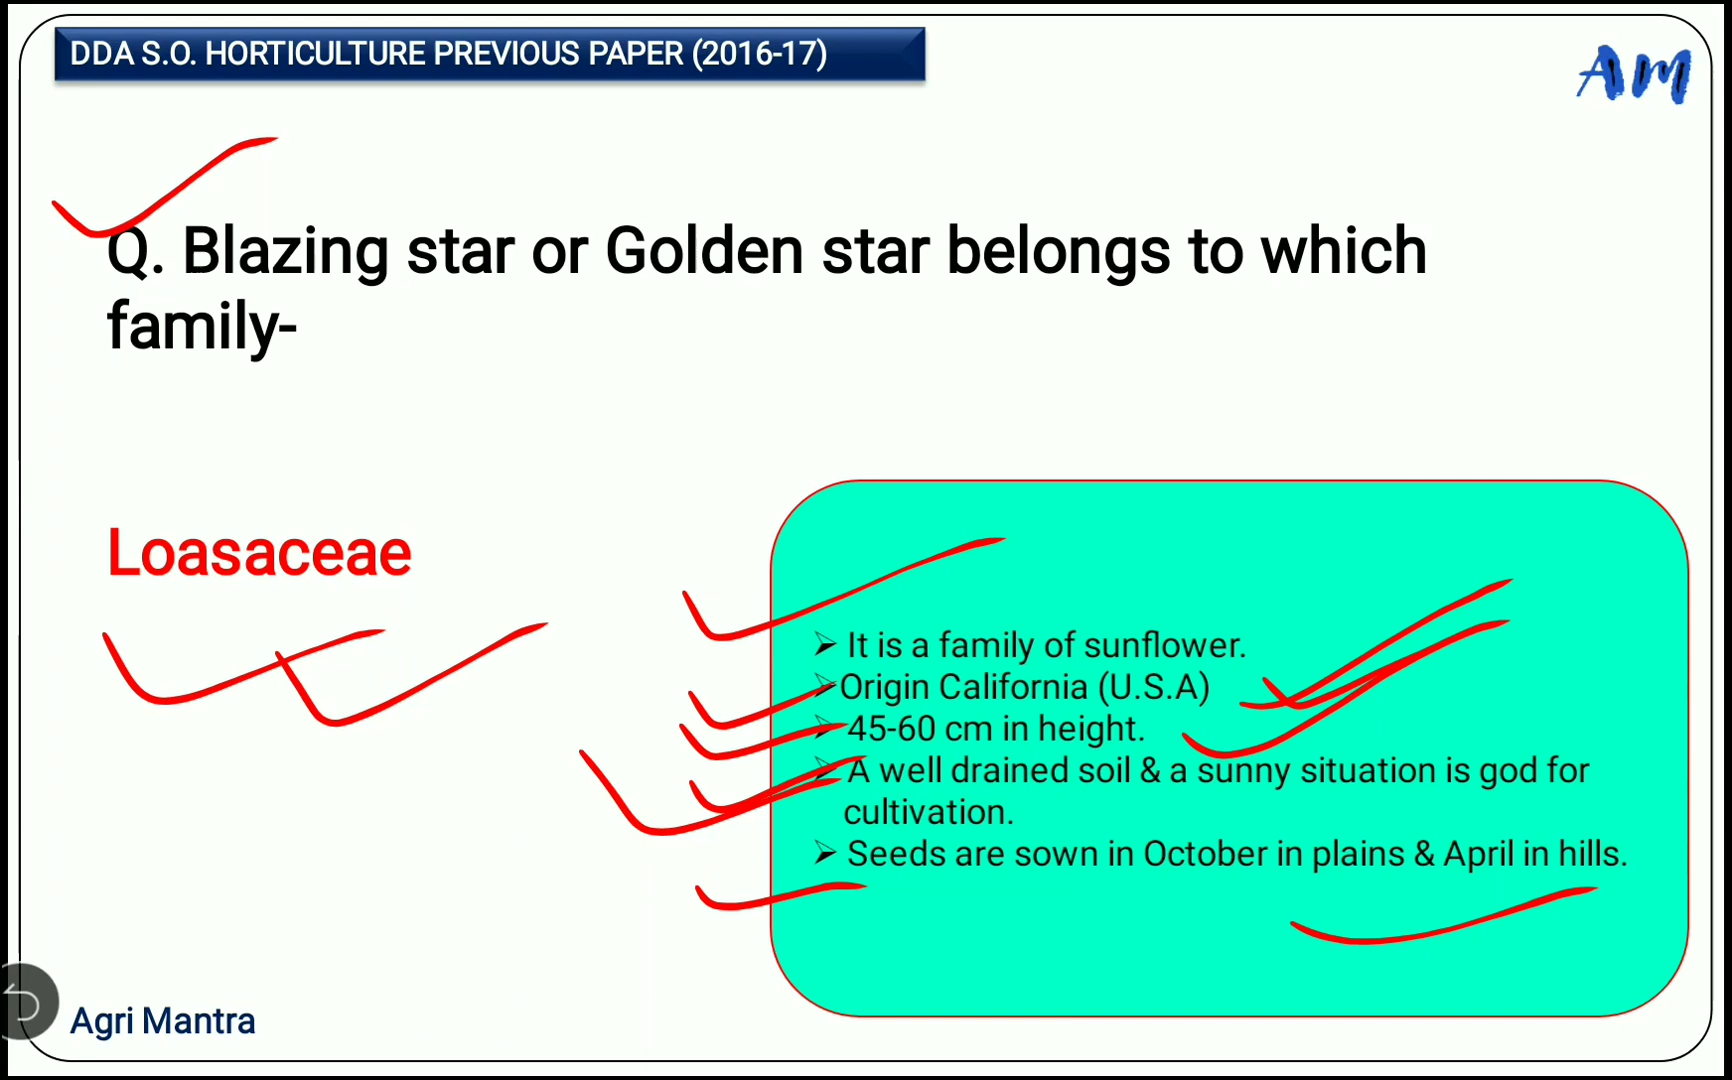 DDA S.O. HORTICULTURE PREVIOUS PAPER (2016-17)
AM
Q. Blazing star or Golden star belongs to which
family-
Loasaceae
➢ It is a family of sunflower.
➢Origin California (U.S.A)
➢ 45-60 cm in height.
➢ A well drained soil & a sunny situation is god for
cultivation.
➢ Seeds are sown in October in plains & April in hills.
Agri Mantra